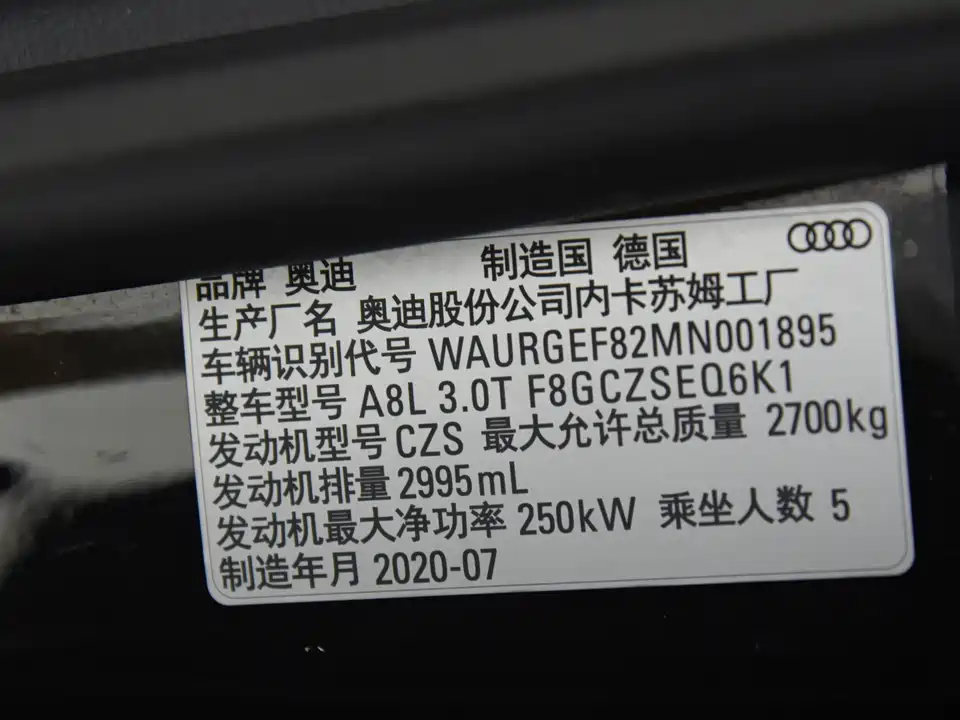 品牌 奥迪 制造国 德国
生产厂名 奥迪股份公司内卡苏姆工厂
车辆识别代号 WAURGEF82MN001895
整车型号 A8L 3.0T F8GCZSEQ6K1
发动机型号 CZS 最大允许总质量 2700kg
发动机排量 2995mL
发动机最大净功率 250kW 乘坐人数 5
制造年月 2020-07